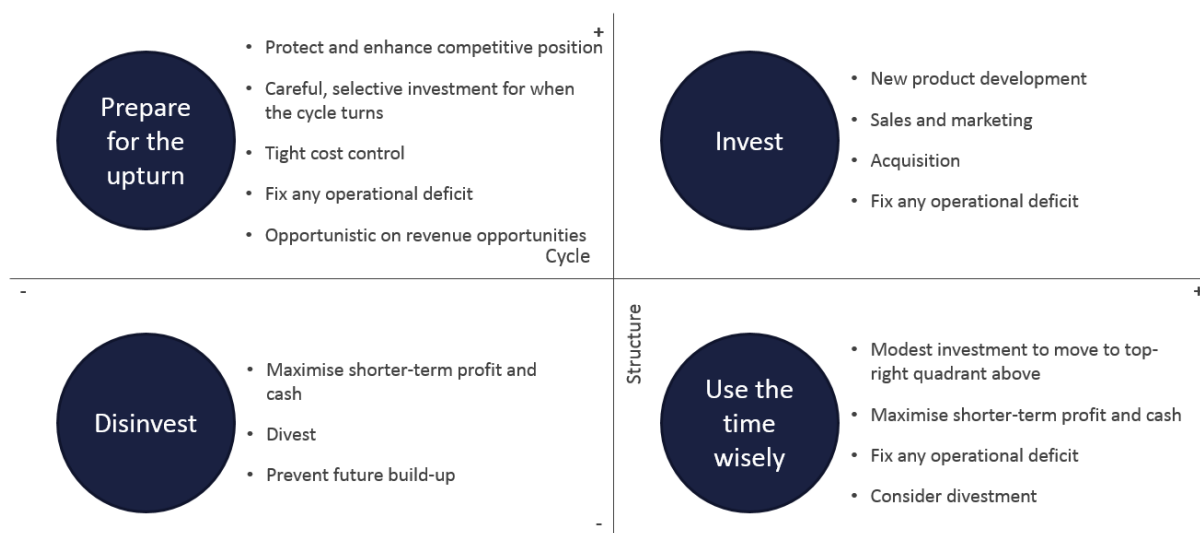 Prepare
for the
upturn
• Protect and enhance competitive position
• Careful, selective investment for when
the cycle turns
• Tight cost control
• Fix any operational deficit
• Opportunistic on revenue opportunities
+
Cycle
Invest
• New product development
• Sales and marketing
• Acquisition
• Fix any operational deficit
-
+
Disinvest
• Maximise shorter-term profit and
cash
• Divest
• Prevent future build-up
-
Structure
Use the
time
wisely
• Modest investment to move to top-
right quadrant above
• Maximise shorter-term profit and cash
• Fix any operational deficit
• Consider divestment